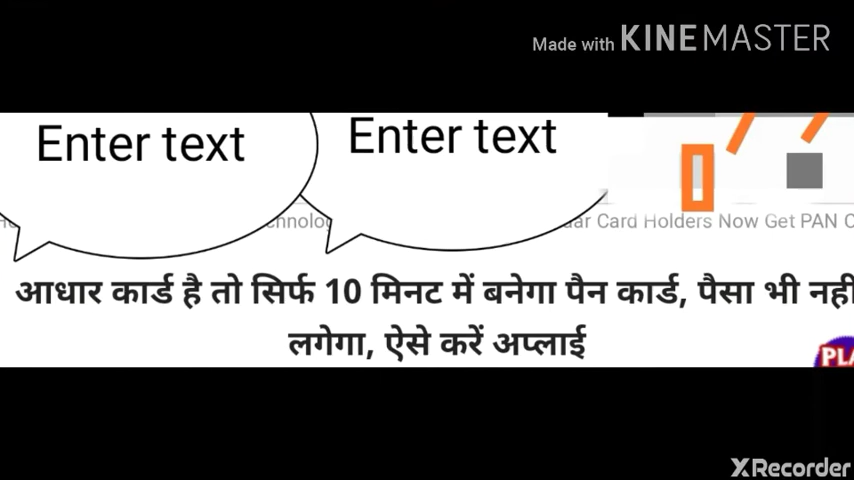 Made with KINEMASTER
Enter text
Enter text
Card Holders Now Get PAN
आधार कार्ड है तो सिर्फ 10 मिनट में बनेगा पैन कार्ड, पैसा भी नहीं
लगेगा, ऐसे करें अप्लाई
XRecorder